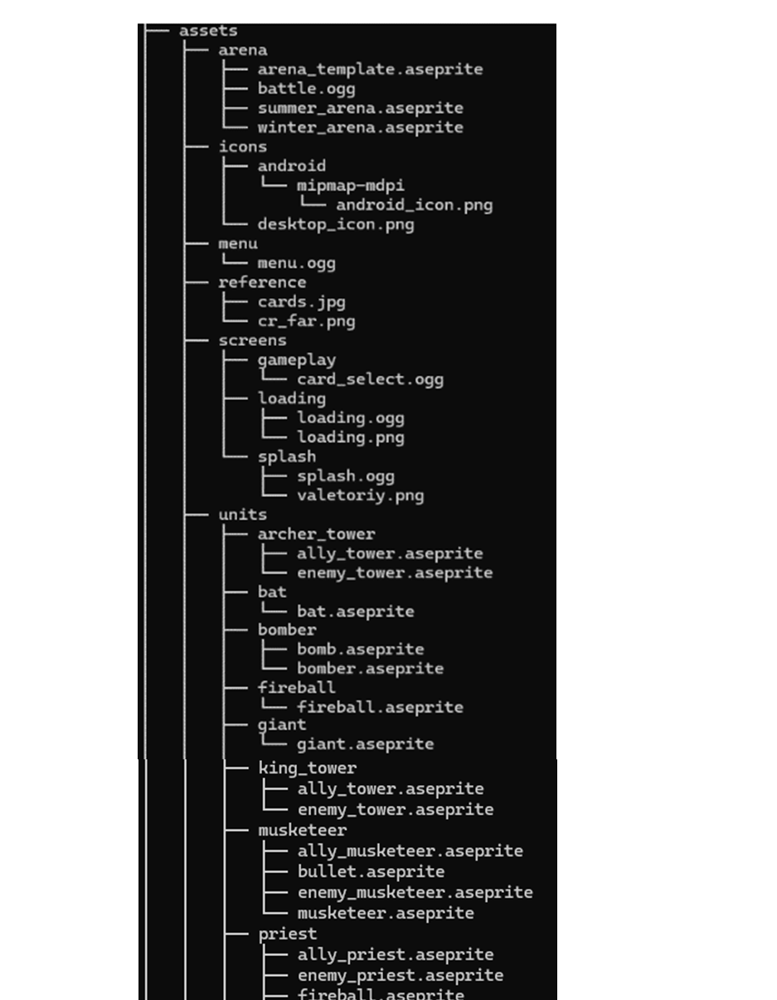 ├── assets
│   ├── arena
│   │   ├── arena_template.aseprite
│   │   ├── battle.ogg
│   │   ├── summer_arena.aseprite
│   │   └── winter_arena.aseprite
│   ├── icons
│   │   ├── android
│   │   │   └── mipmap-mdpi
│   │   │       └── android_icon.png
│   │   └── desktop_icon.png
│   ├── menu
│   │   └── menu.ogg
│   ├── reference
│   │   ├── cards.jpg
│   │   └── cr_far.png
│   ├── screens
│   │   ├── gameplay
│   │   │   └── card_select.ogg
│   │   ├── loading
│   │   │   ├── loading.ogg
│   │   │   └── loading.png
│   │   └── splash
│   │       ├── splash.ogg
│   │       └── valetoriy.png
│   ├── units
│   │   ├── archer_tower
│   │   │   ├── ally_tower.aseprite
│   │   │   └── enemy_tower.aseprite
│   │   ├── bat
│   │   │   └── bat.aseprite
│   │   ├── bomber
│   │   │   ├── bomb.aseprite
│   │   │   └── bomber.aseprite
│   │   ├── fireball
│   │   │   └── fireball.aseprite
│   │   ├── giant
│   │   │   └── giant.aseprite
│   │   ├── king_tower
│   │   │   ├── ally_tower.aseprite
│   │   │   └── enemy_tower.aseprite
│   │   ├── musketeer
│   │   │   ├── ally_musketeer.aseprite
│   │   │   ├── bullet.aseprite
│   │   │   ├── enemy_musketeer.aseprite
│   │   │   └── musketeer.aseprite
│   │   ├── priest
│   │   │   ├── ally_priest.aseprite
│   │   │   ├── enemy_priest.aseprite
│   │   │   ├── fireball.aseprite